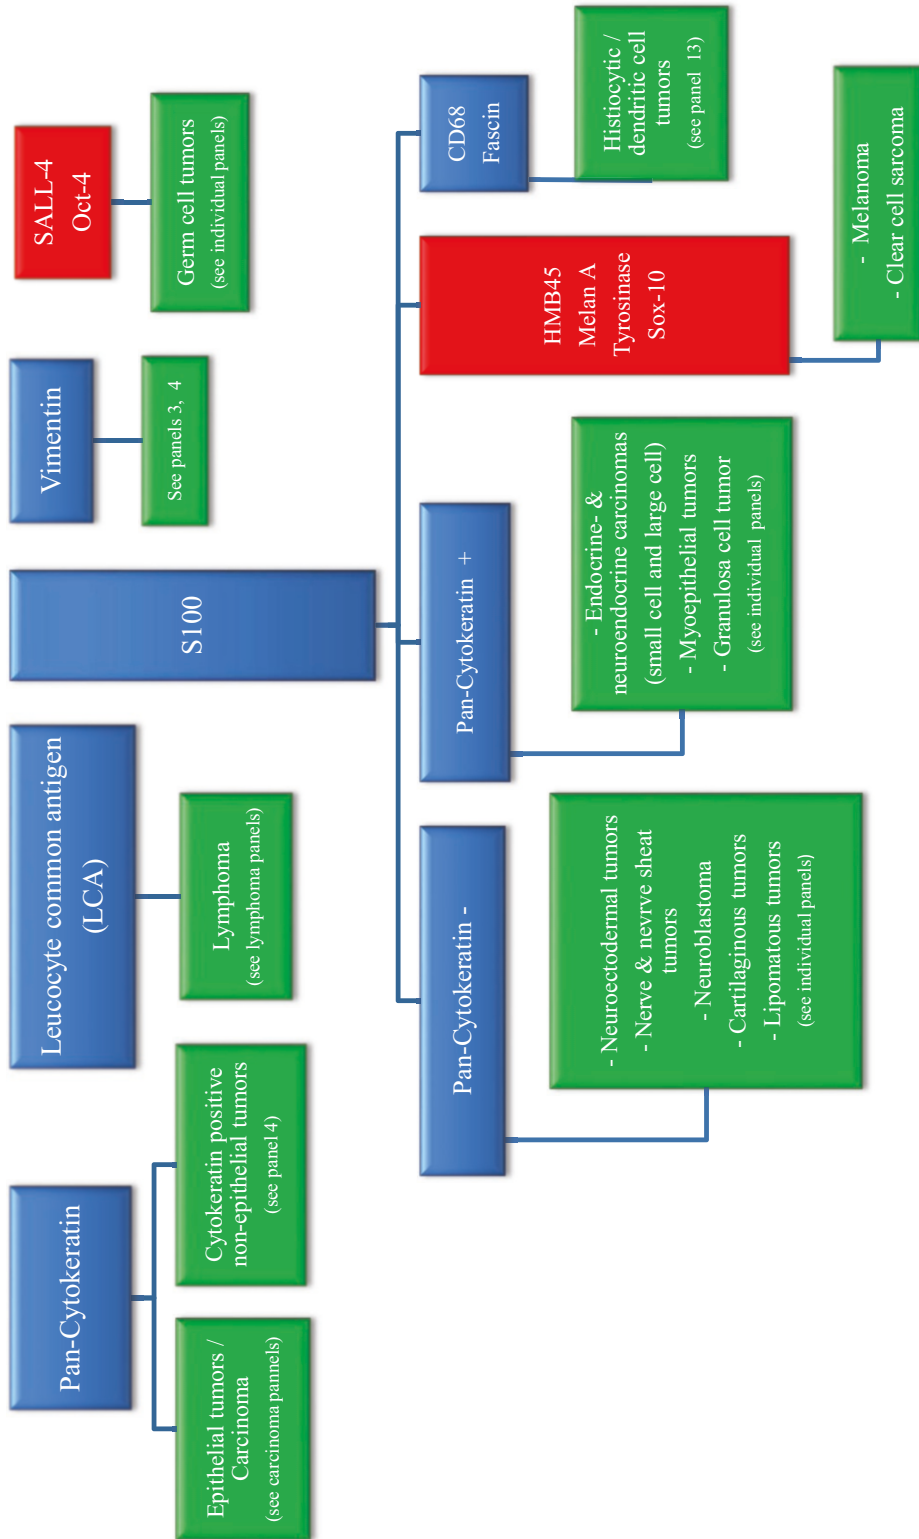 Pan-Cytokeratin
Epithelial tumors /
Carcinoma
(see carcinoma pannels)
Cytokeratin positive
non-epithelial tumors
(see panel 4)
Leucocyte common antigen
(LCA)
Lymphoma
(see lymphoma panels)
S100
Vimentin
See panels 3, 4
SALL-4
Oct-4
Germ cell tumors
(see individual panels)
Pan-Cytokeratin -
- Neuroectodermal tumors
- Nerve & nevrve sheat
tumors
- Neuroblastoma
- Cartilaginous tumors
- Lipomatous tumors
(see individual panels)
Pan-Cytokeratin +
- Endocrine- &
neuroendocrine carcinomas
(small cell and large cell)
- Myoepithelial tumors
- Granulosa cell tumor
(see individual panels)
HMB45
Melan A
Tyrosinase
Sox-10
- Melanoma
- Clear cell sarcoma
CD68
Fascin
Histiocytic /
dendritic cell
tumors
(see panel 13)